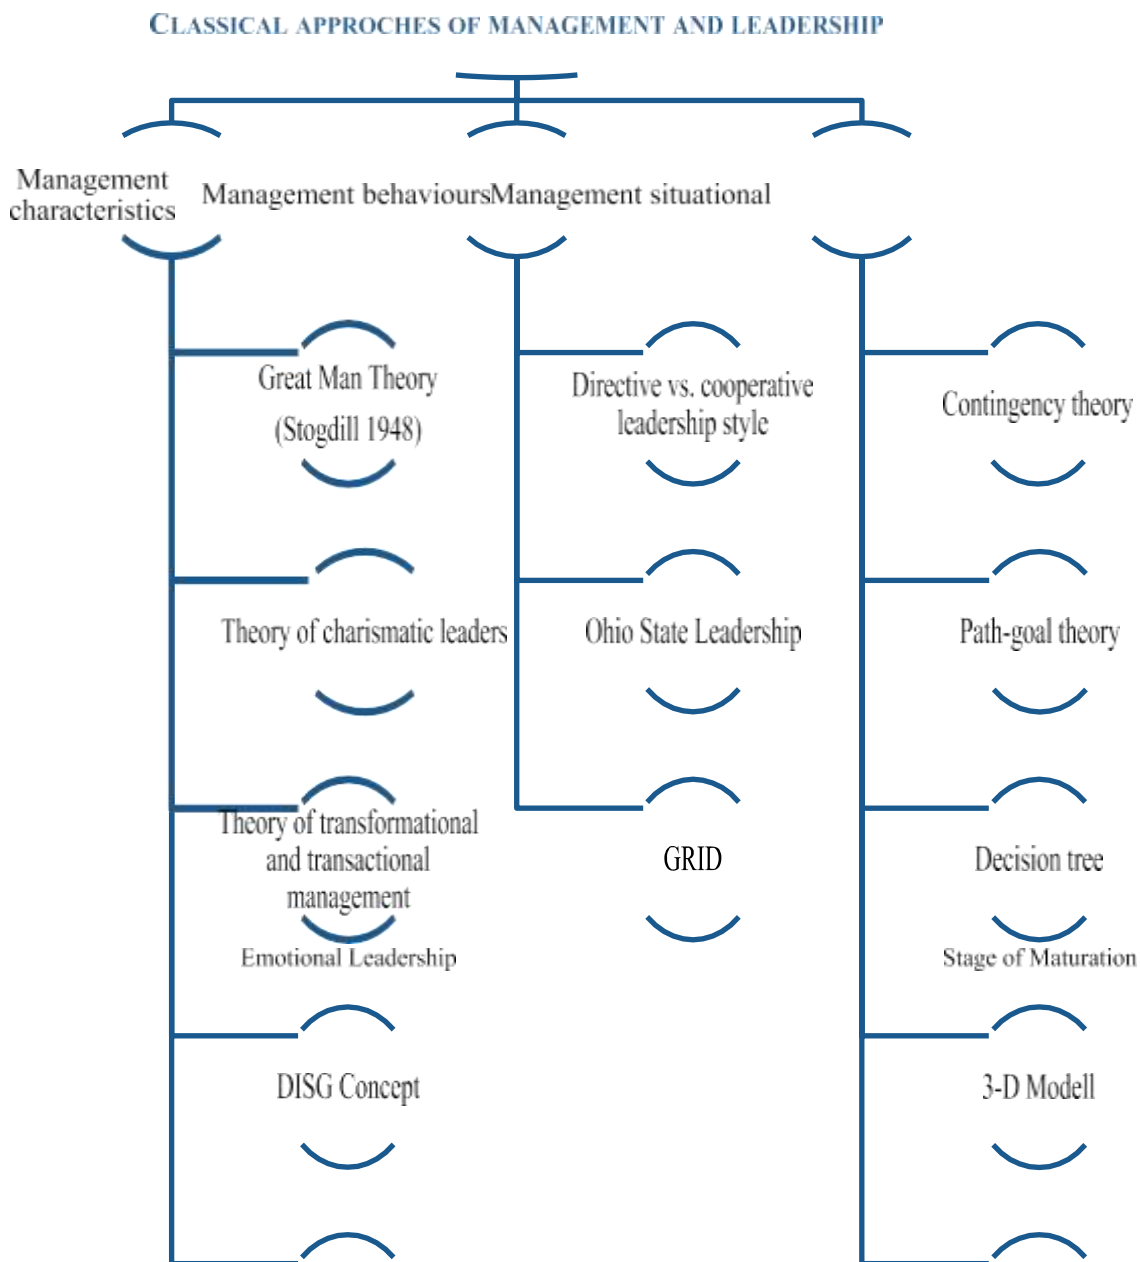 CLASSICAL APPROCHES OF MANAGEMENT AND LEADERSHIP
Management
characteristics
Management behaviours
Management situational
Great Man Theory
(Stogdill 1948)
Directive vs. cooperative
leadership style
Contingency theory
Theory of charismatic leaders
Ohio State Leadership
Path-goal theory
Theory of transformational
and transactional
management
GRID
Decision tree
Emotional Leadership
Stage of Maturation
DISG Concept
3-D Modell